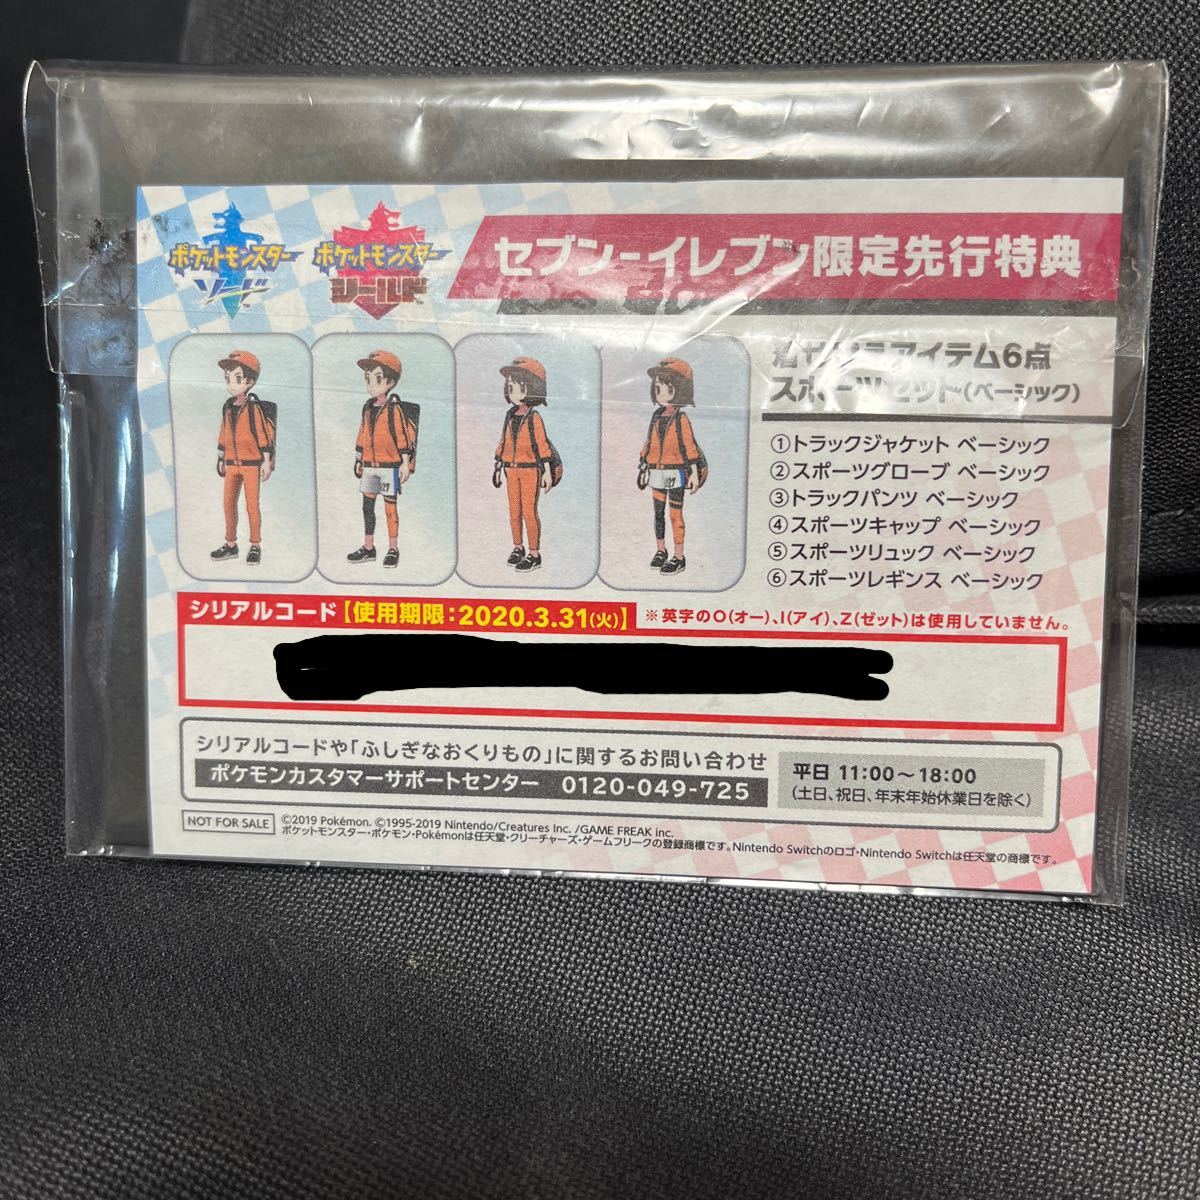 ポケットモンスター ソード™
ポケットモンスター シールド™
セブン-イレブン限定先行特典
着せかえアイテム6点
スポーツセット(ベーシック)
①トラックジャケット ベーシック
②スポーツグローブ ベーシック
③トラックパンツ ベーシック
④スポーツキャップ ベーシック
⑤スポーツリュック ベーシック
⑥スポーツレギンス ベーシック
シリアルコード【使用期限:2020.3.31(火)】 ※英字のO(オー)、I(アイ)、Z(ゼット)は使用していません。
シリアルコードや「ふしぎなおくりもの」に関するお問い合わせ
ポケモンカスタマーサポートセンター 0120-049-725
平日 11:00～18:00
(土日、祝日、年末年始休業日を除く)
NOT FOR SALE
©2019 Pokémon. ©1995-2019 Nintendo/Creatures Inc. /GAME FREAK inc.
ポケットモンスター・ポケモン・Pokémonは任天堂・クリーチャーズ・ゲームフリークの登録商標です。Nintendo Switchのロゴ・Nintendo Switchは任天堂の商標です。